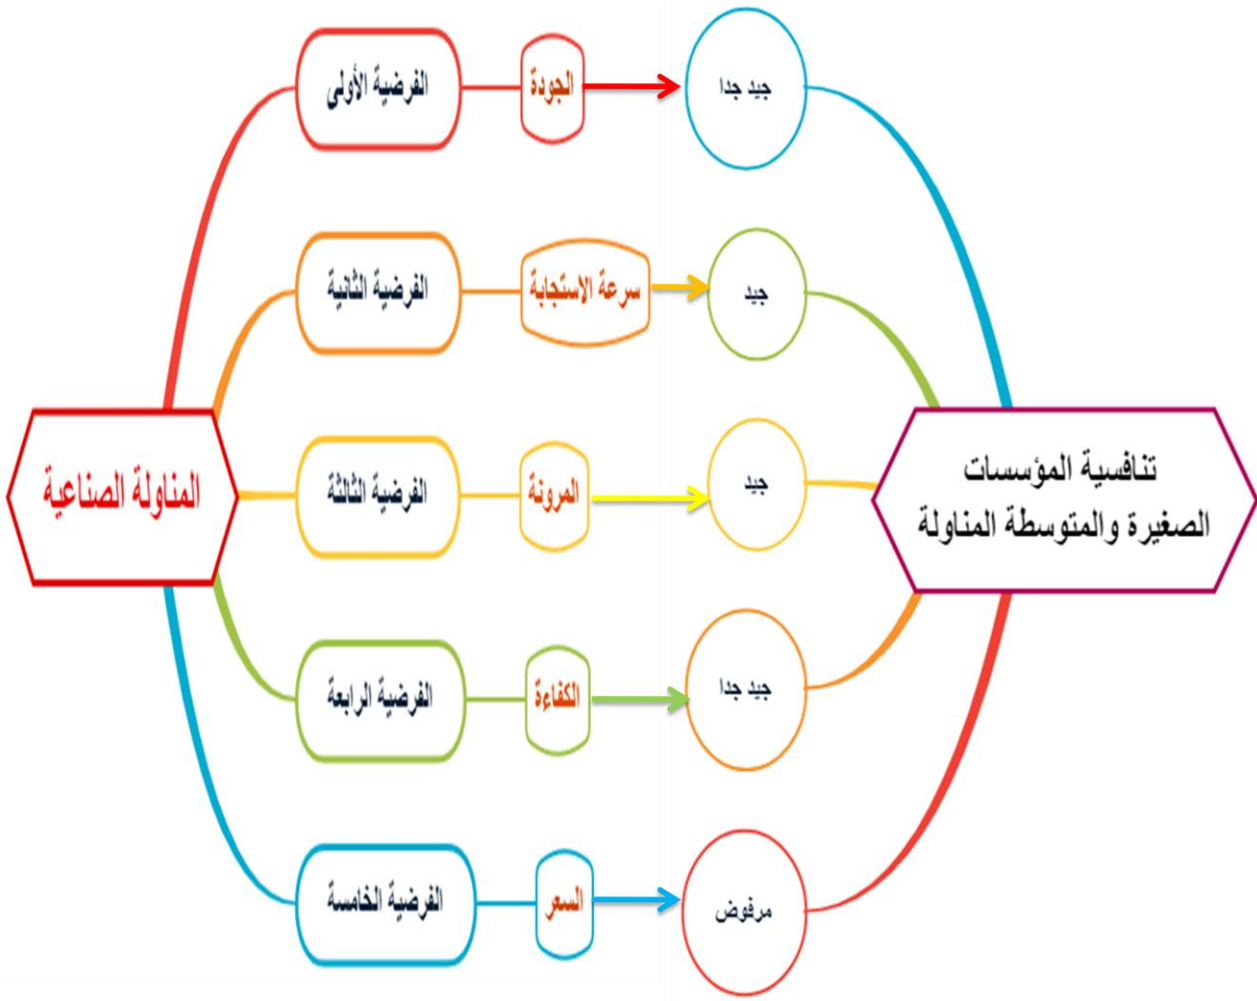 المناولة الصناعية
الفرضية الأولى
الجودة
جيد جدا
الفرضية الثانية
سرعة الاستجابة
جيد
الفرضية الثالثة
المرونة
جيد
الفرضية الرابعة
الكفاءة
جيد جدا
الفرضية الخامسة
السعر
مرفوض
تنافسية المؤسسات
الصغيرة والمتوسطة المناولة